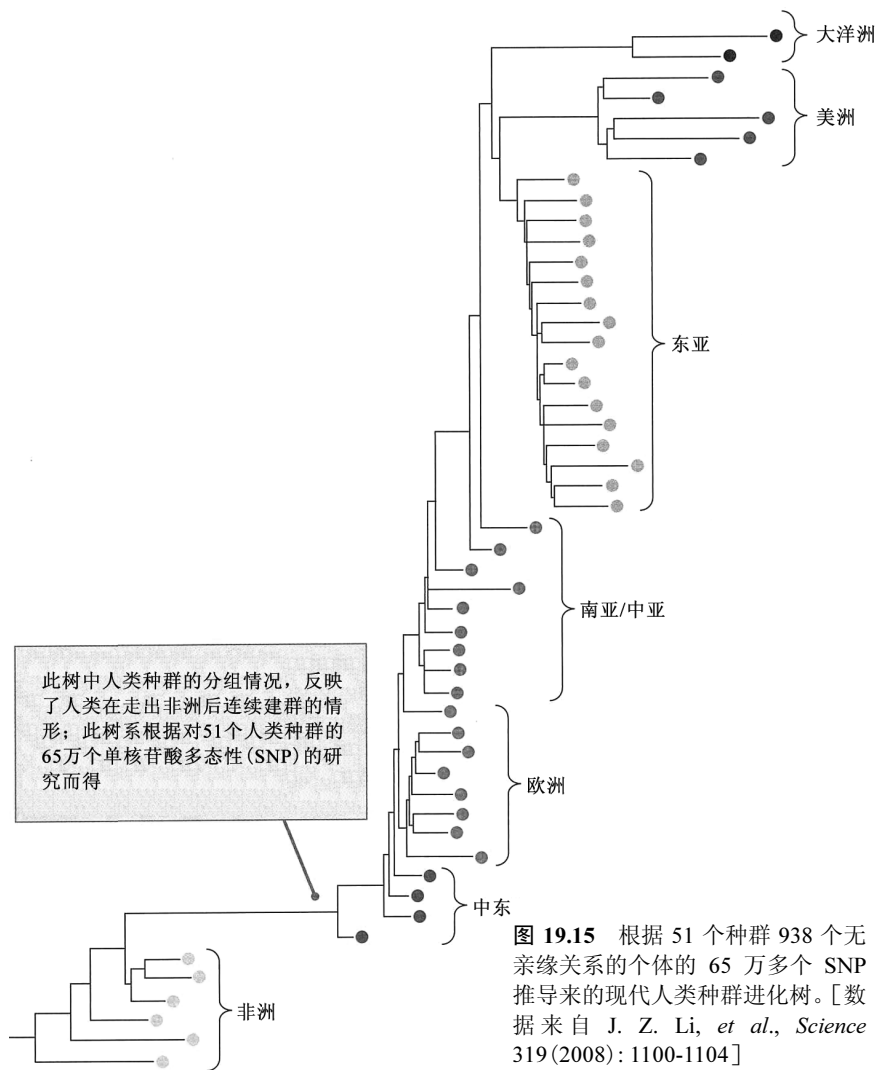 大洋洲
美洲
东亚
南亚/中亚
此树中人类种群的分组情况，反映
了人类在走出非洲后连续建群的情
形；此树系根据对51个人类种群的
65万个单核苷酸多态性(SNP)的研
究而得
欧洲
中东
非洲
图 19.15 根据 51 个种群 938 个无
亲缘关系的个体的 65 万多个 SNP
推导来的现代人类种群进化树。[数
据来自 J. Z. Li, et al., Science
319(2008): 1100-1104]